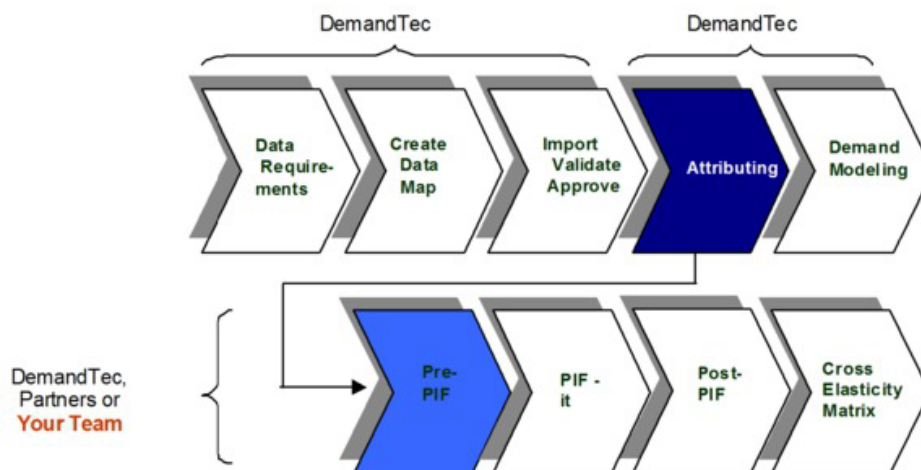 DemandTec
DemandTec
Data
Require-
ments
Create
Data
Map
Import
Validate
Approve
Attributing
Demand
Modeling
DemandTec,
Partners or
Your Team
Pre-
PIF
PIF -
it
Post-
PIF
Cross
Elasticity
Matrix